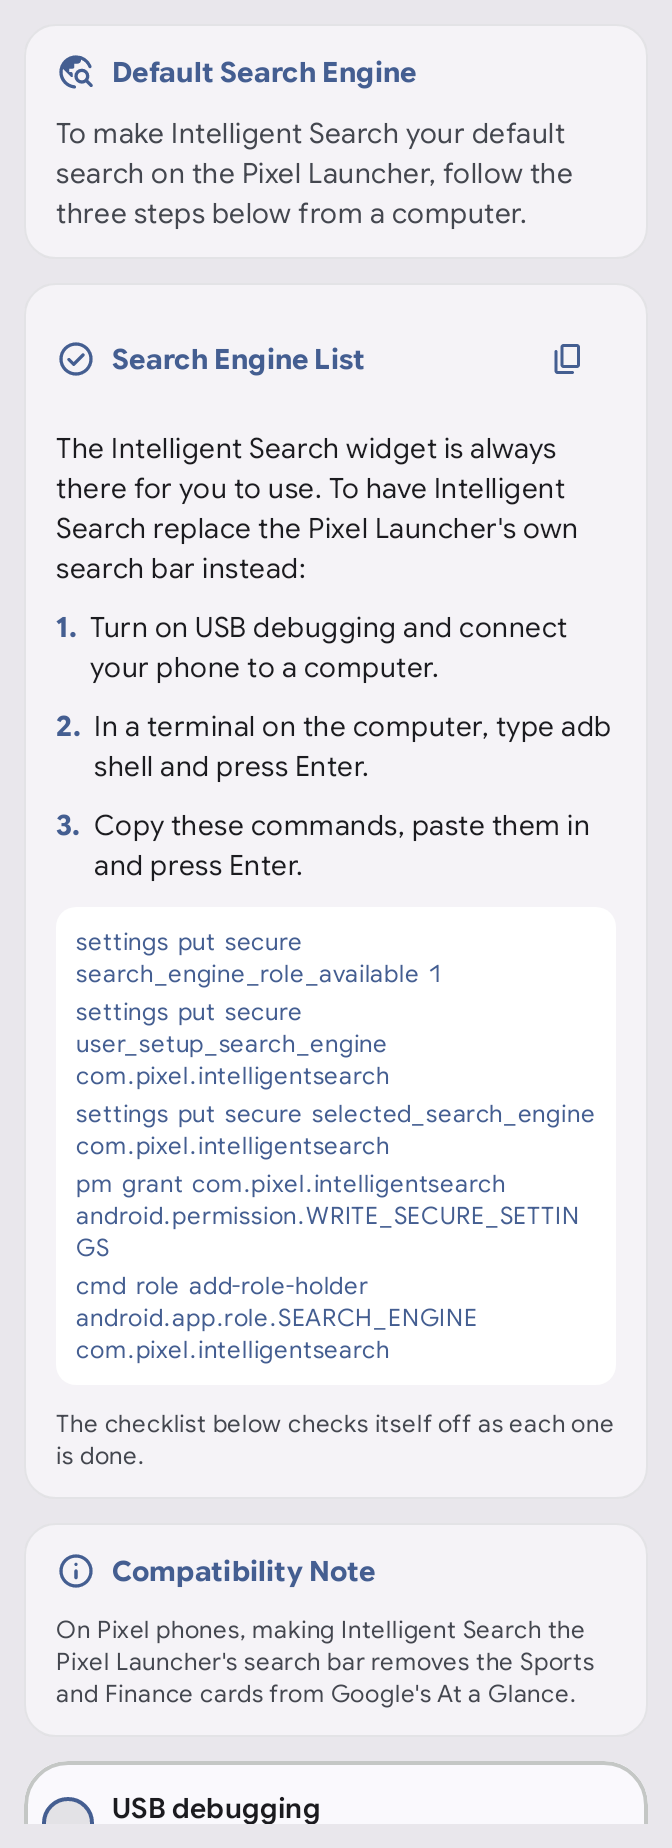 Default Search Engine
To make Intelligent Search your default
search on the Pixel Launcher, follow the
three steps below from a computer.
Search Engine List
The Intelligent Search widget is always
there for you to use. To have Intelligent
Search replace the Pixel Launcher's own
search bar instead:
1. Turn on USB debugging and connect
your phone to a computer.
2. In a terminal on the computer, type adb
shell and press Enter.
3. Copy these commands, paste them in
and press Enter.
settings put secure
search_engine_role_available 1
settings put secure
user_setup_search_engine
com.pixel.intelligentsearch
settings put secure selected_search_engine
com.pixel.intelligentsearch
pm grant com.pixel.intelligentsearch
android.permission.WRITE_SECURE_SETTIN
GS
cmd role add-role-holder
android.app.role.SEARCH_ENGINE
com.pixel.intelligentsearch
The checklist below checks itself off as each one
is done.
Compatibility Note
On Pixel phones, making Intelligent Search the
Pixel Launcher's search bar removes the Sports
and Finance cards from Google's At a Glance.
USB debugging